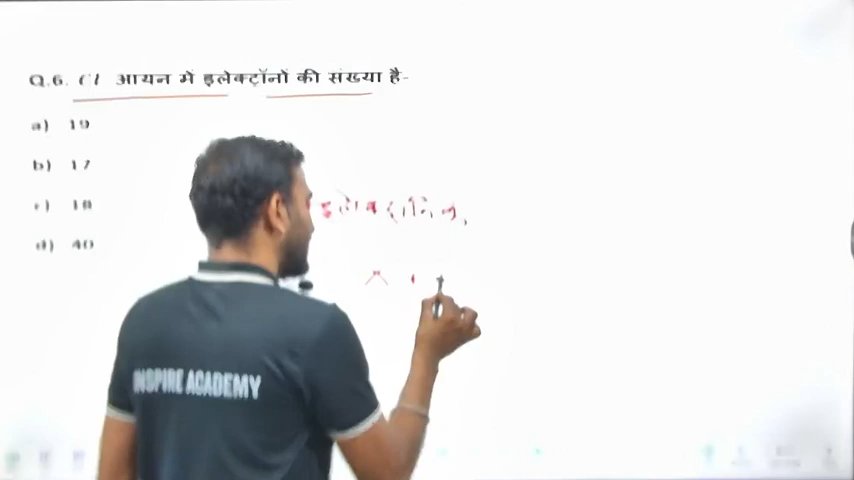 Q.6. Cl आयन में इलेक्ट्रॉनों की संख्या है-
a) 19
b) 17
c) 18
d) 40
INSPIRE ACADEMY